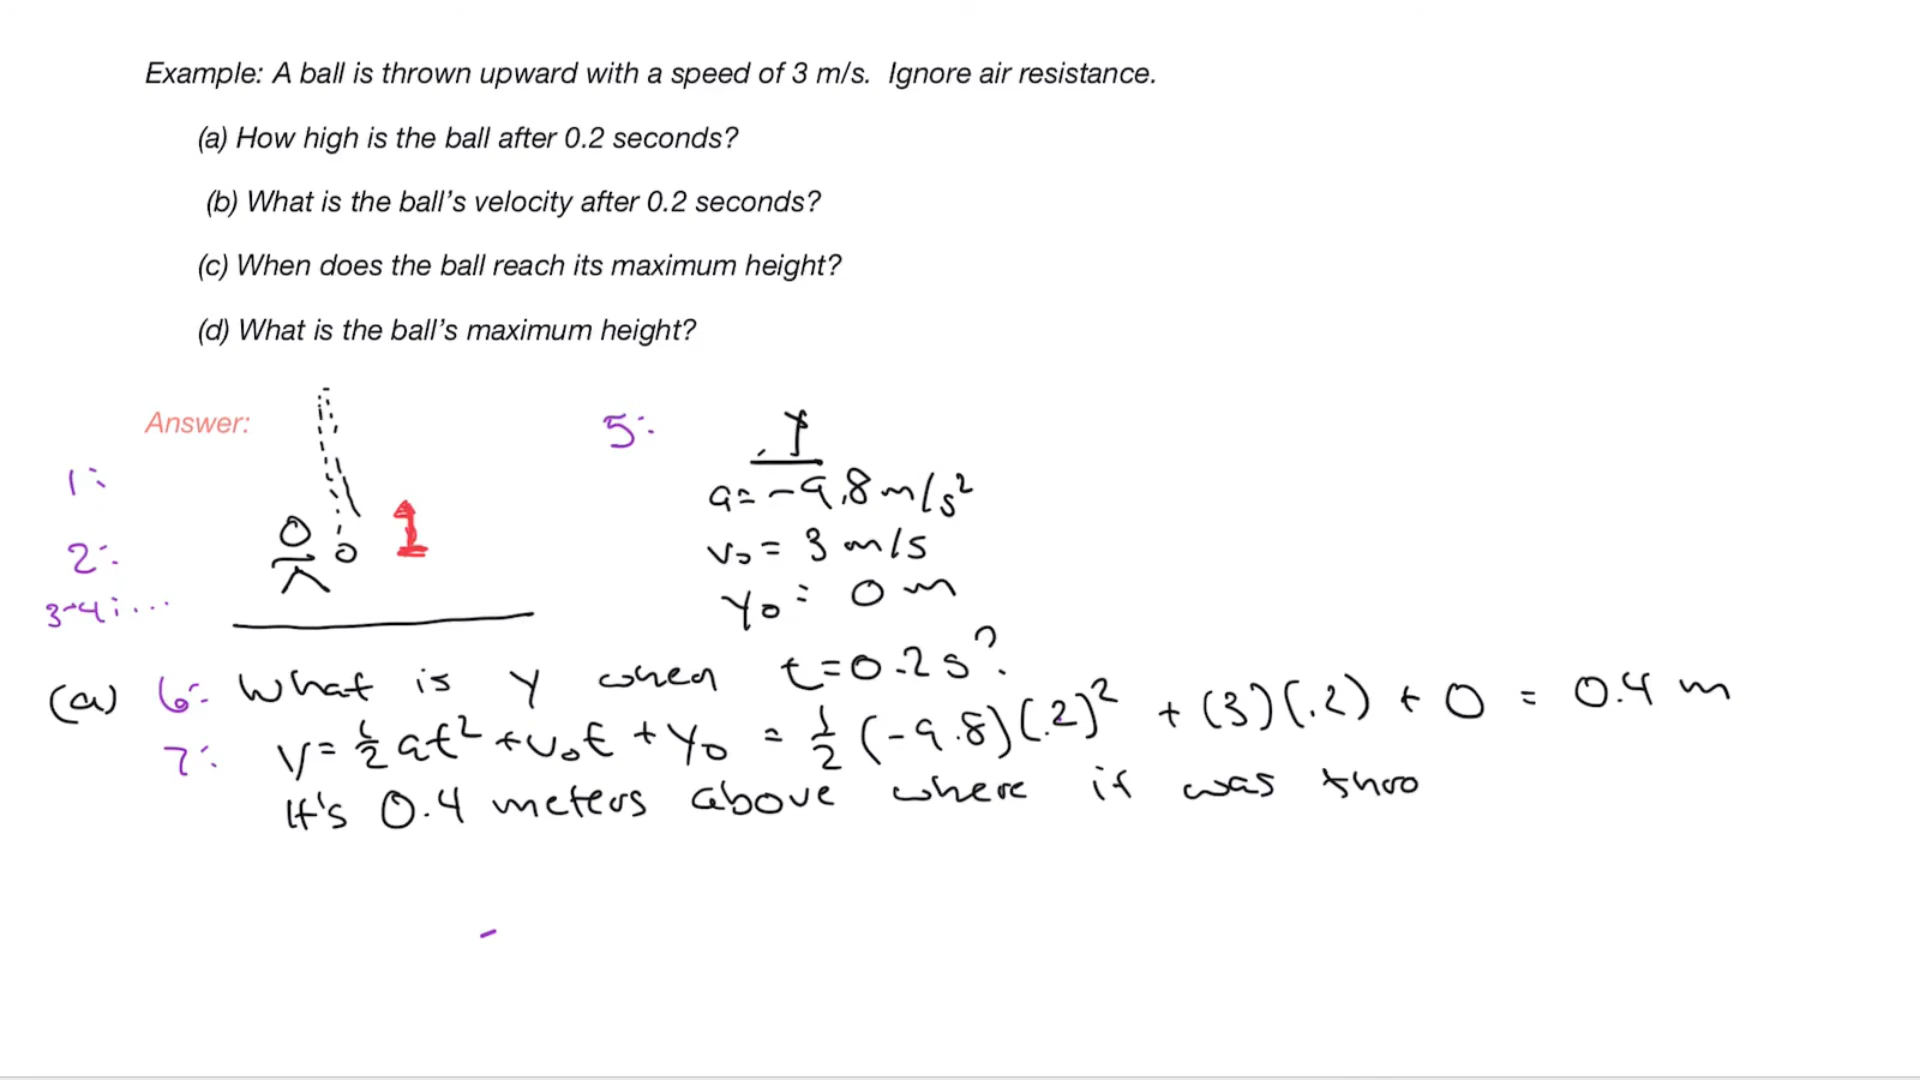 Example: A ball is thrown upward with a speed of 3 m/s. Ignore air resistance.
(a) How high is the ball after 0.2 seconds?
(b) What is the ball’s velocity after 0.2 seconds?
(c) When does the ball reach its maximum height?
(d) What is the ball’s maximum height?
Answer:
1:
2:
3-4: ...
1
5:
y
a = -9.8 m/s²
v₀ = 3 m/s
y₀ = 0 m
(a) 6: What is y when t=0.2 s?
7: y = ½ at² + v₀t + y₀ = ½ (-9.8)(.2)² + (3)(.2) + 0 = 0.4 m
It's 0.4 meters above where it was thro